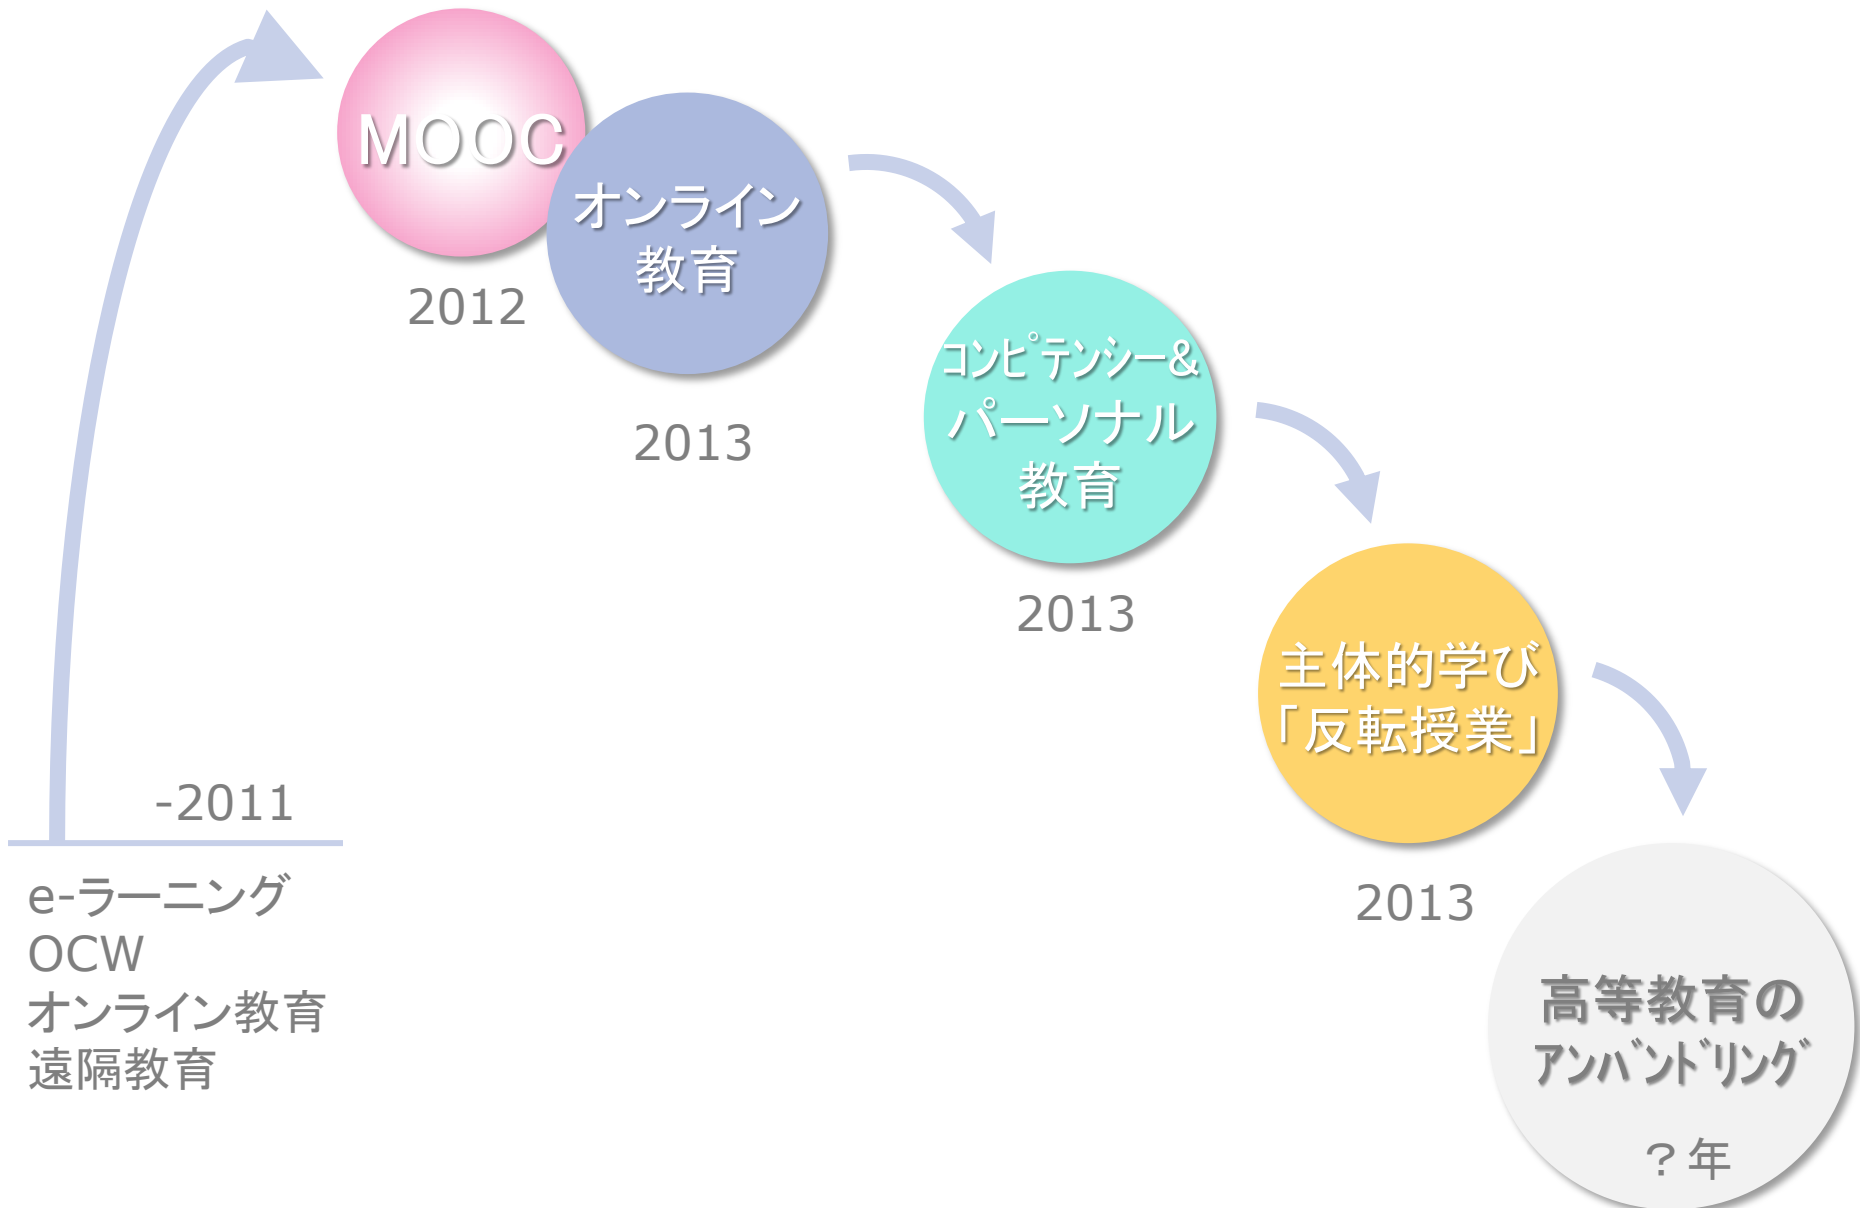 MOOC
2012
オンライン
教育
2013
ｺﾝﾋﾟﾃﾝｼｰ&
パーソナル
教育
2013
主体的学び
「反転授業」
2013
高等教育の
ｱﾝﾊﾞﾝﾄﾞﾘﾝｸﾞ
？年
-2011
e-ラーニング
OCW
オンライン教育
遠隔教育